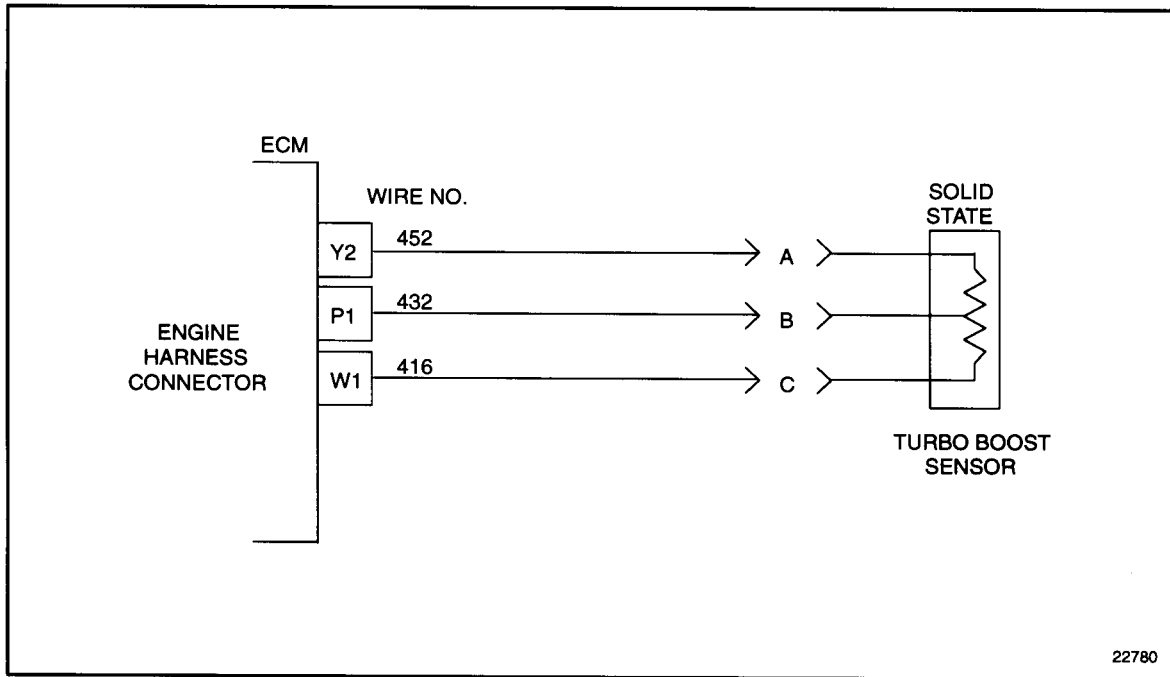 ECM
WIRE NO.
Y2 452
P1 432
W1 416
ENGINE
HARNESS
CONNECTOR
A
B
C
SOLID
STATE
TURBO BOOST
SENSOR
22780